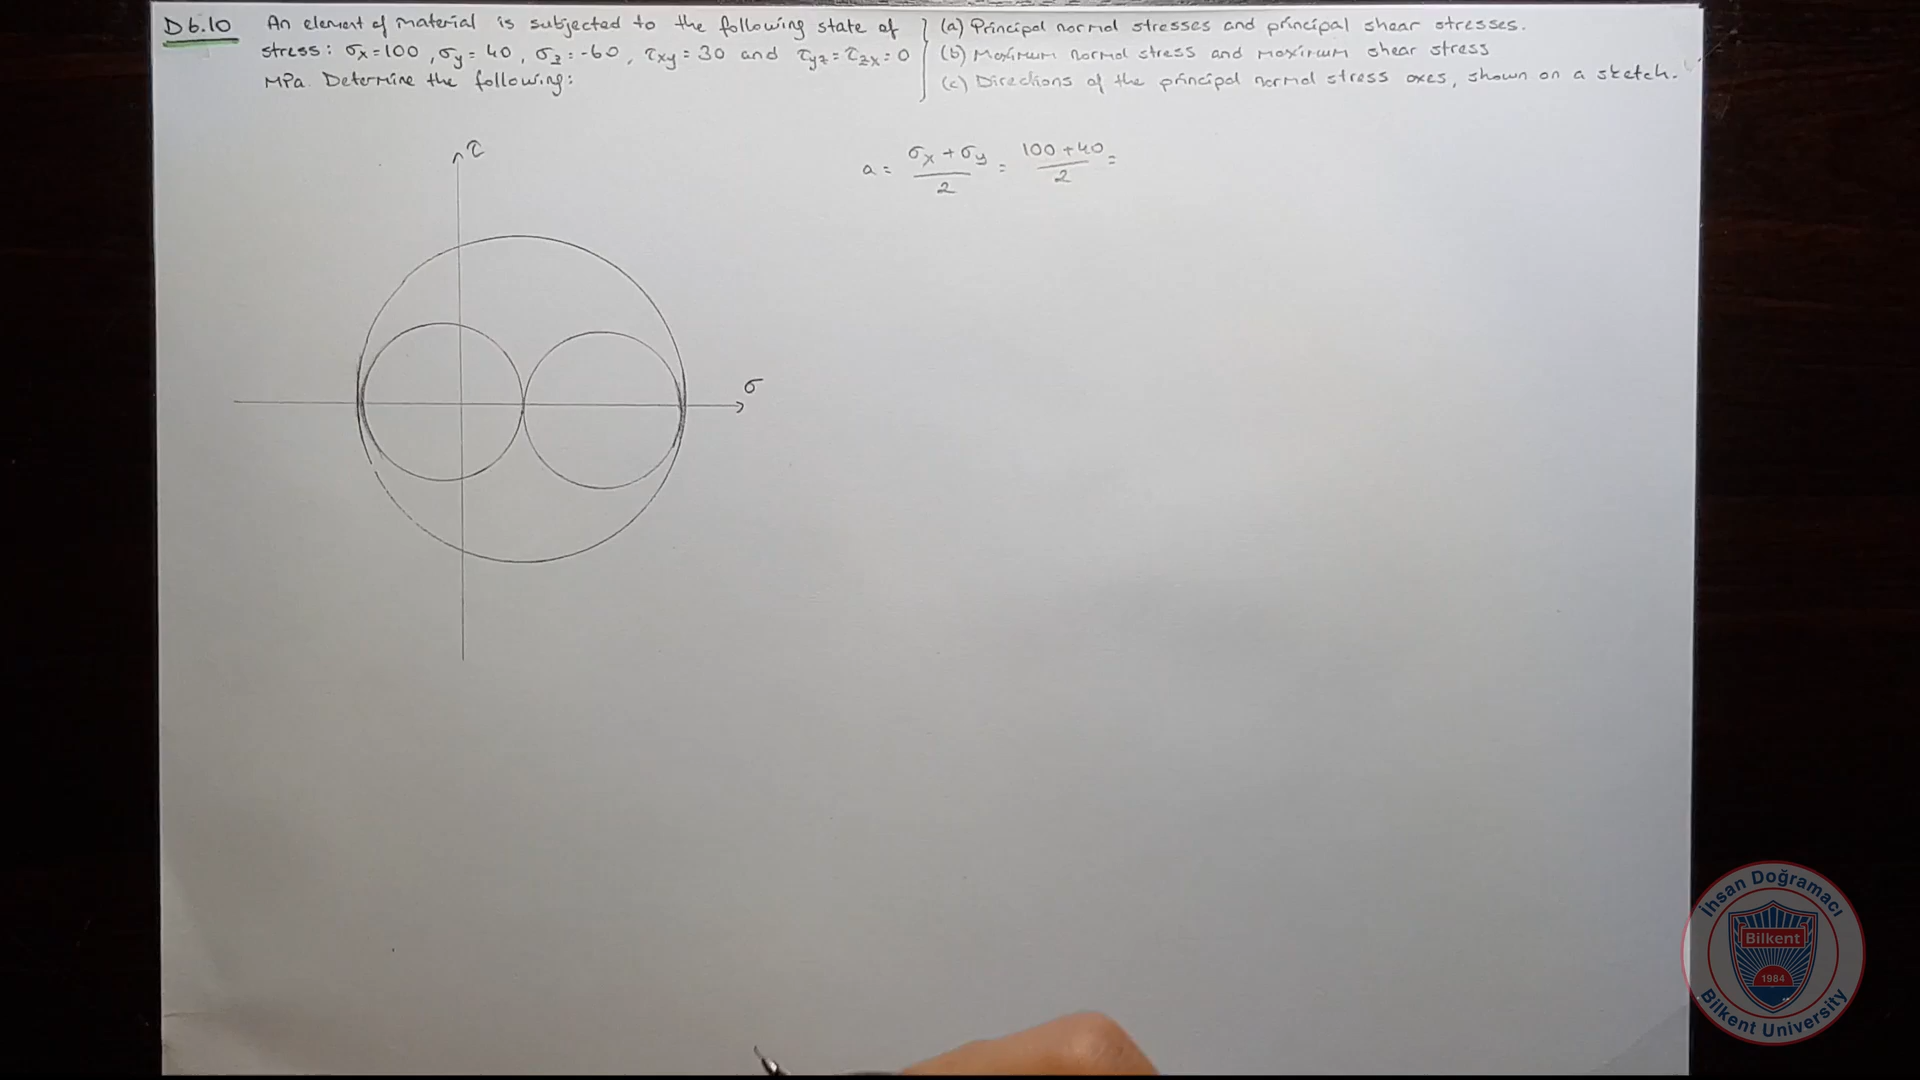 D6.10 An element of material is subjected to the following state of
stress: σx=100, σy=40, σz=-60, τxy=30 and τyz=τzx=0
MPa. Determine the following:
(a) Principal normal stresses and principal shear stresses.
(b) Maximum normal stress and maximum shear stress
(c) Directions of the principal normal stress axes, shown on a sketch.
τ
σ
a = σx+σy / 2 = 100+40 / 2 =
İhsan Doğramacı
Bilkent
1984
Bilkent University